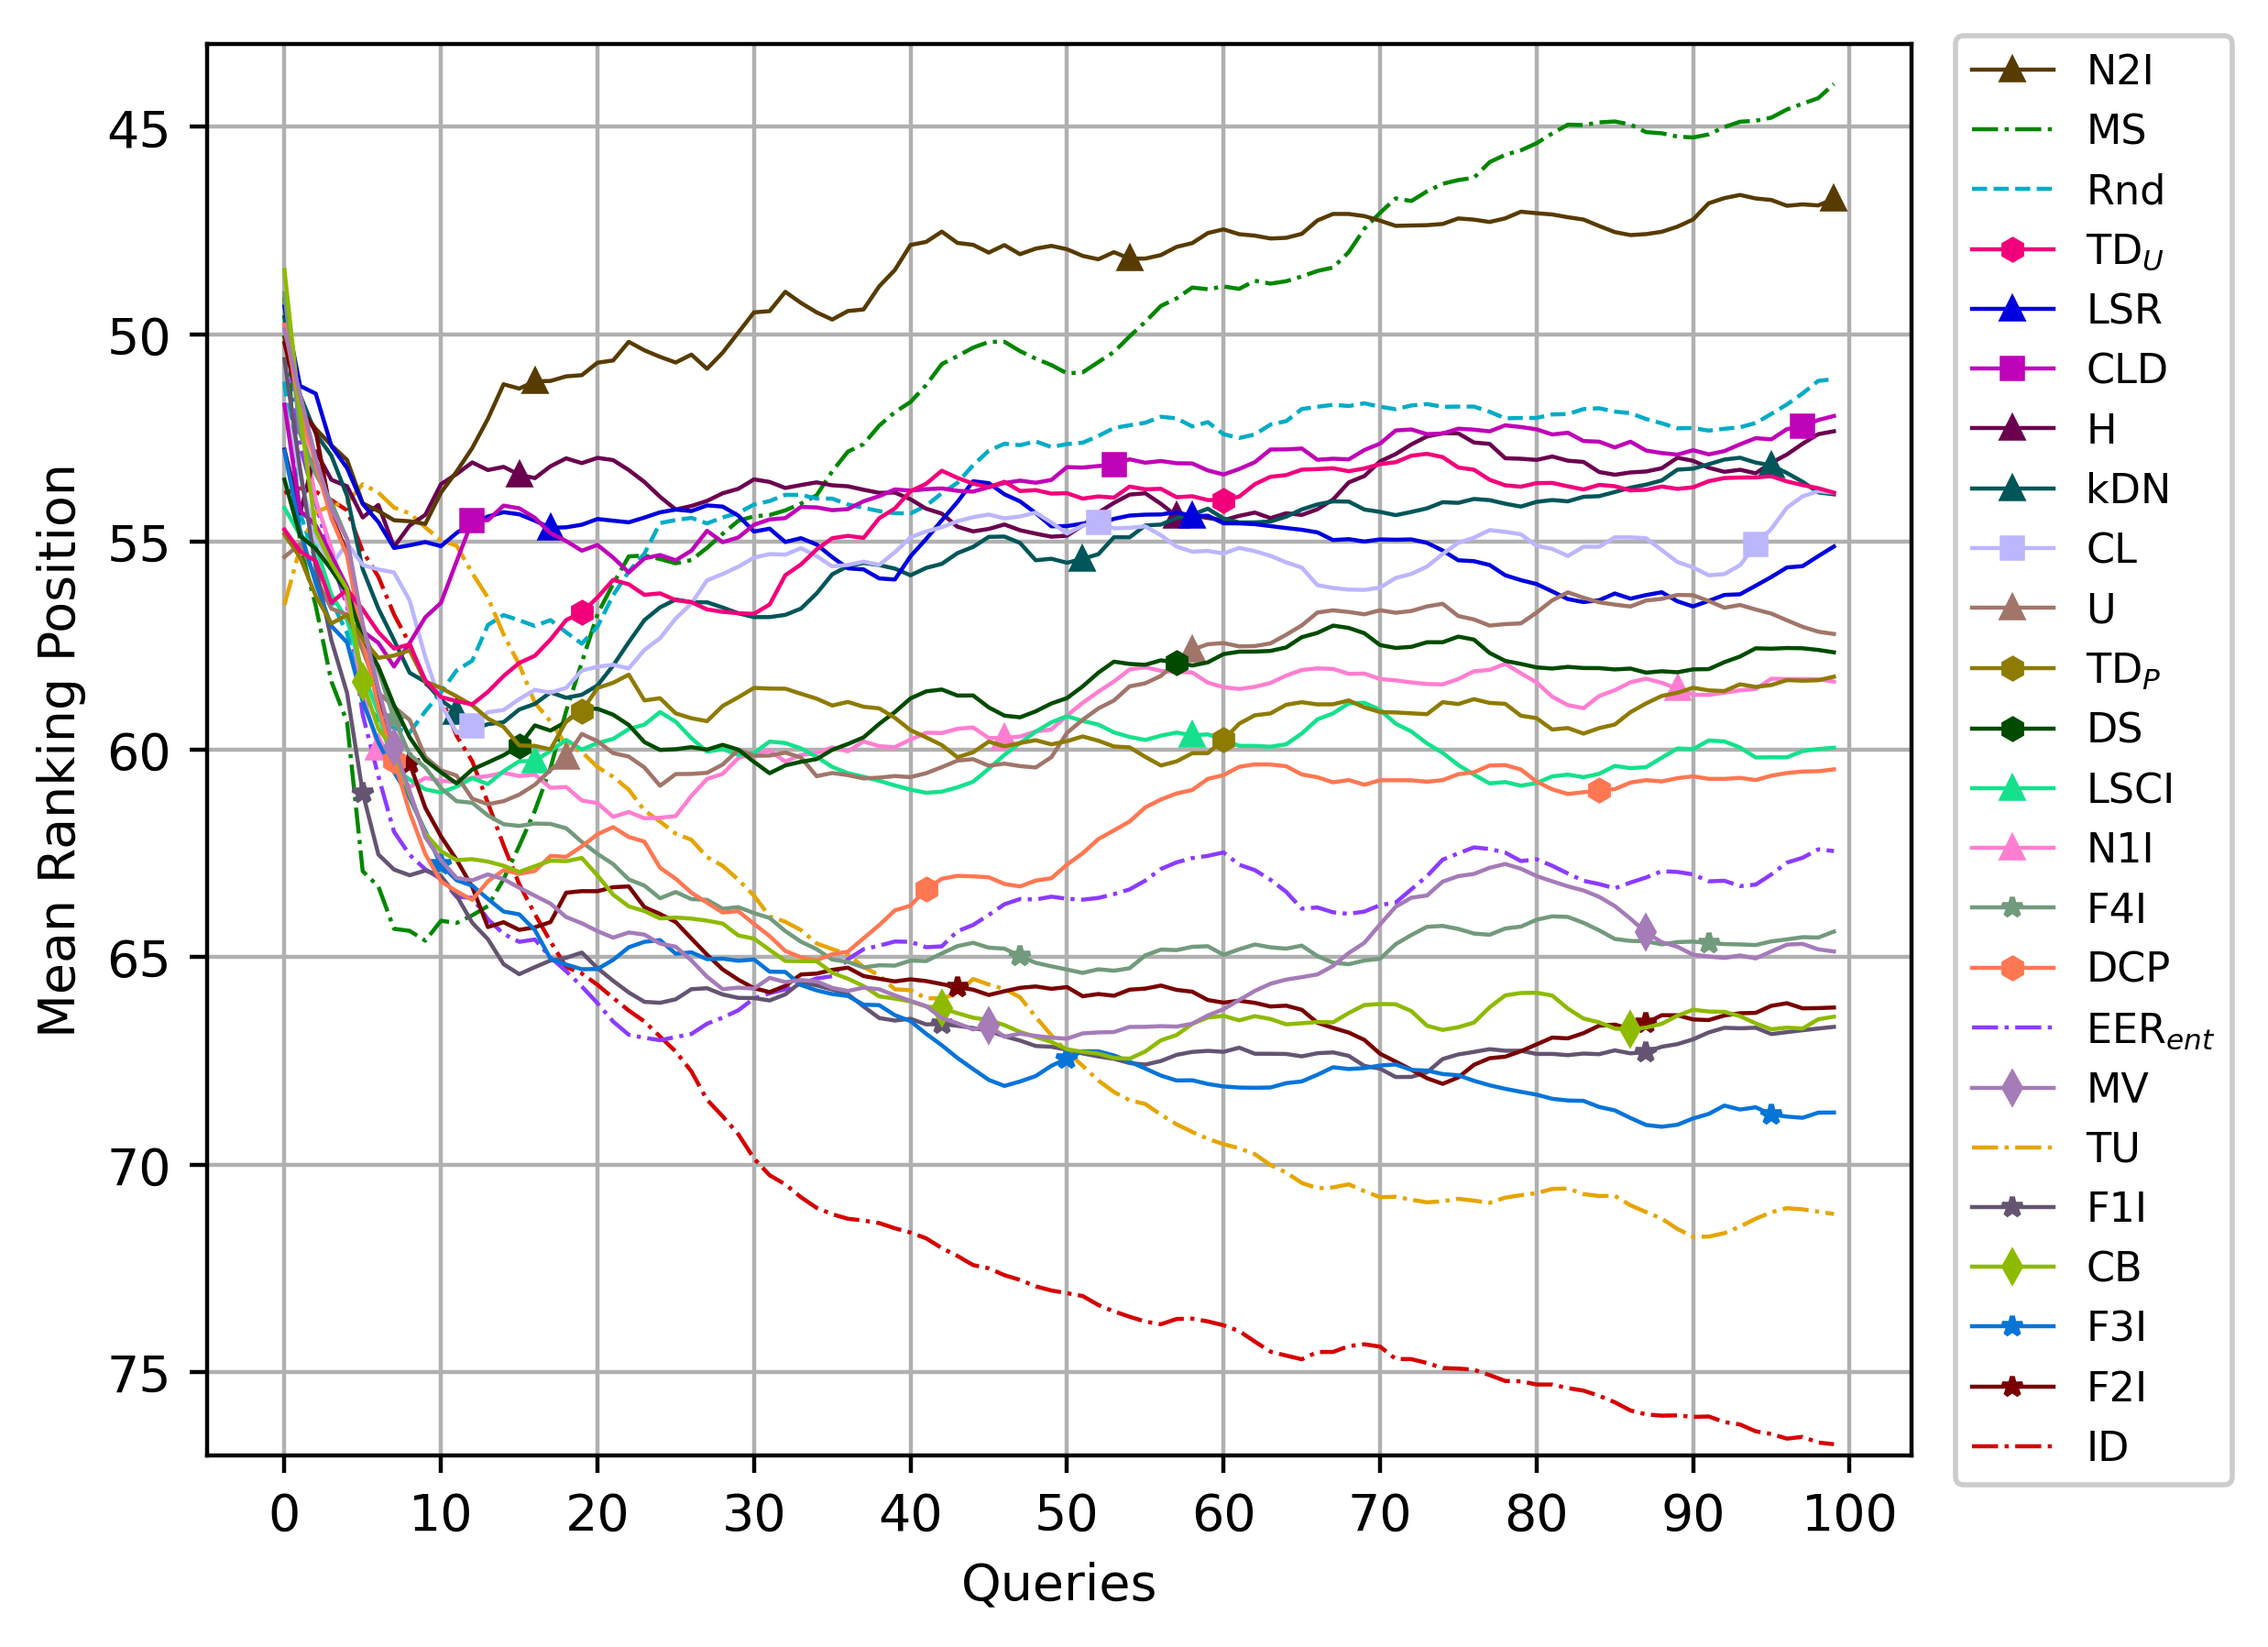 45
50
55
60
65
70
75
Mean Ranking Position
0 10 20 30 40 50 60 70 80 90 100
Queries
N2I
MS
Rnd
TD_U
LSR
CLD
H
kDN
CL
U
TD_P
DS
LSCI
N1I
F4I
DCP
EER_ent
MV
TU
F1I
CB
F3I
F2I
ID